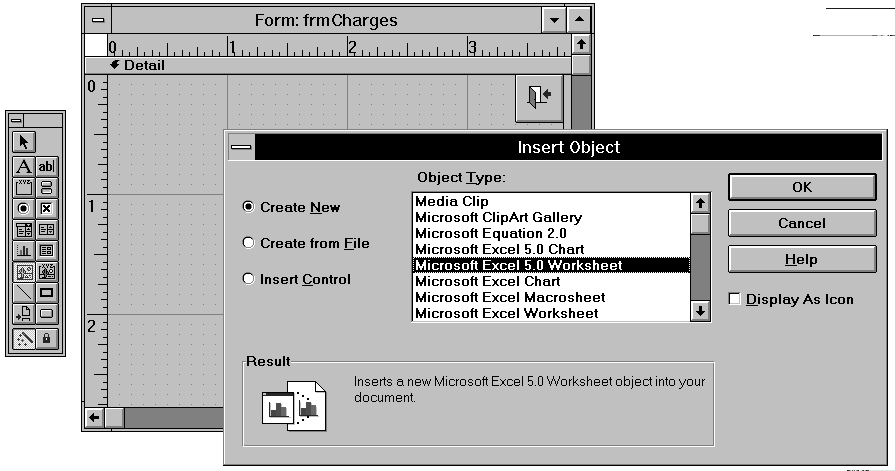 Form: frmCharges
0 1 2 3
Detail
0
1
2
A ab|
XYZ
XYZ
Insert Object
Object Type:
Create New
Create from File
Insert Control
Media Clip
Microsoft ClipArt Gallery
Microsoft Equation 2.0
Microsoft Excel 5.0 Chart
Microsoft Excel 5.0 Worksheet
Microsoft Excel Chart
Microsoft Excel Macrosheet
Microsoft Excel Worksheet
OK
Cancel
Help
Display As Icon
Result
Inserts a new Microsoft Excel 5.0 Worksheet object into your
document.